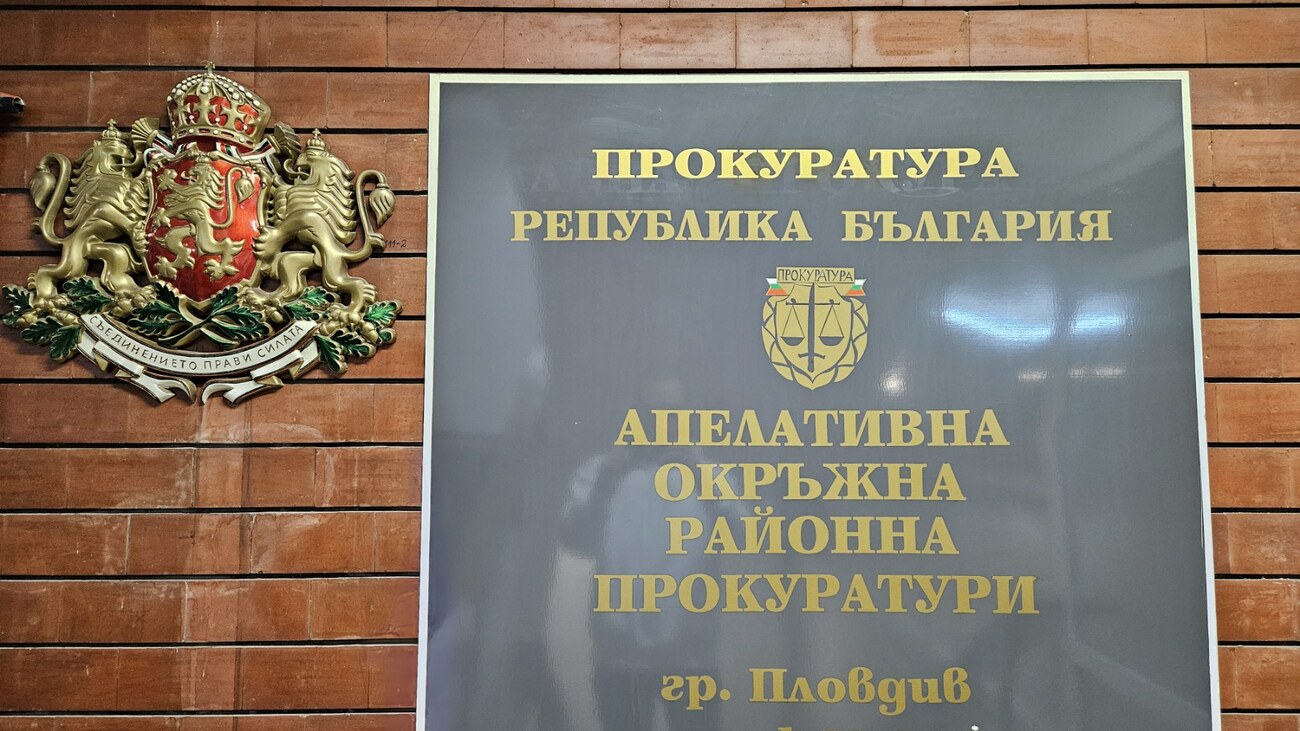 СЪЕДИНЕНИЕТО ПРАВИ СИЛАТА
ПРОКУРАТУРА
РЕПУБЛИКА БЪЛГАРИЯ
ПРОКУРАТУРА
АПЕЛАТИВНА
ОКРЪЖНА
РАЙОННА
ПРОКУРАТУРИ
гр. Пловдив